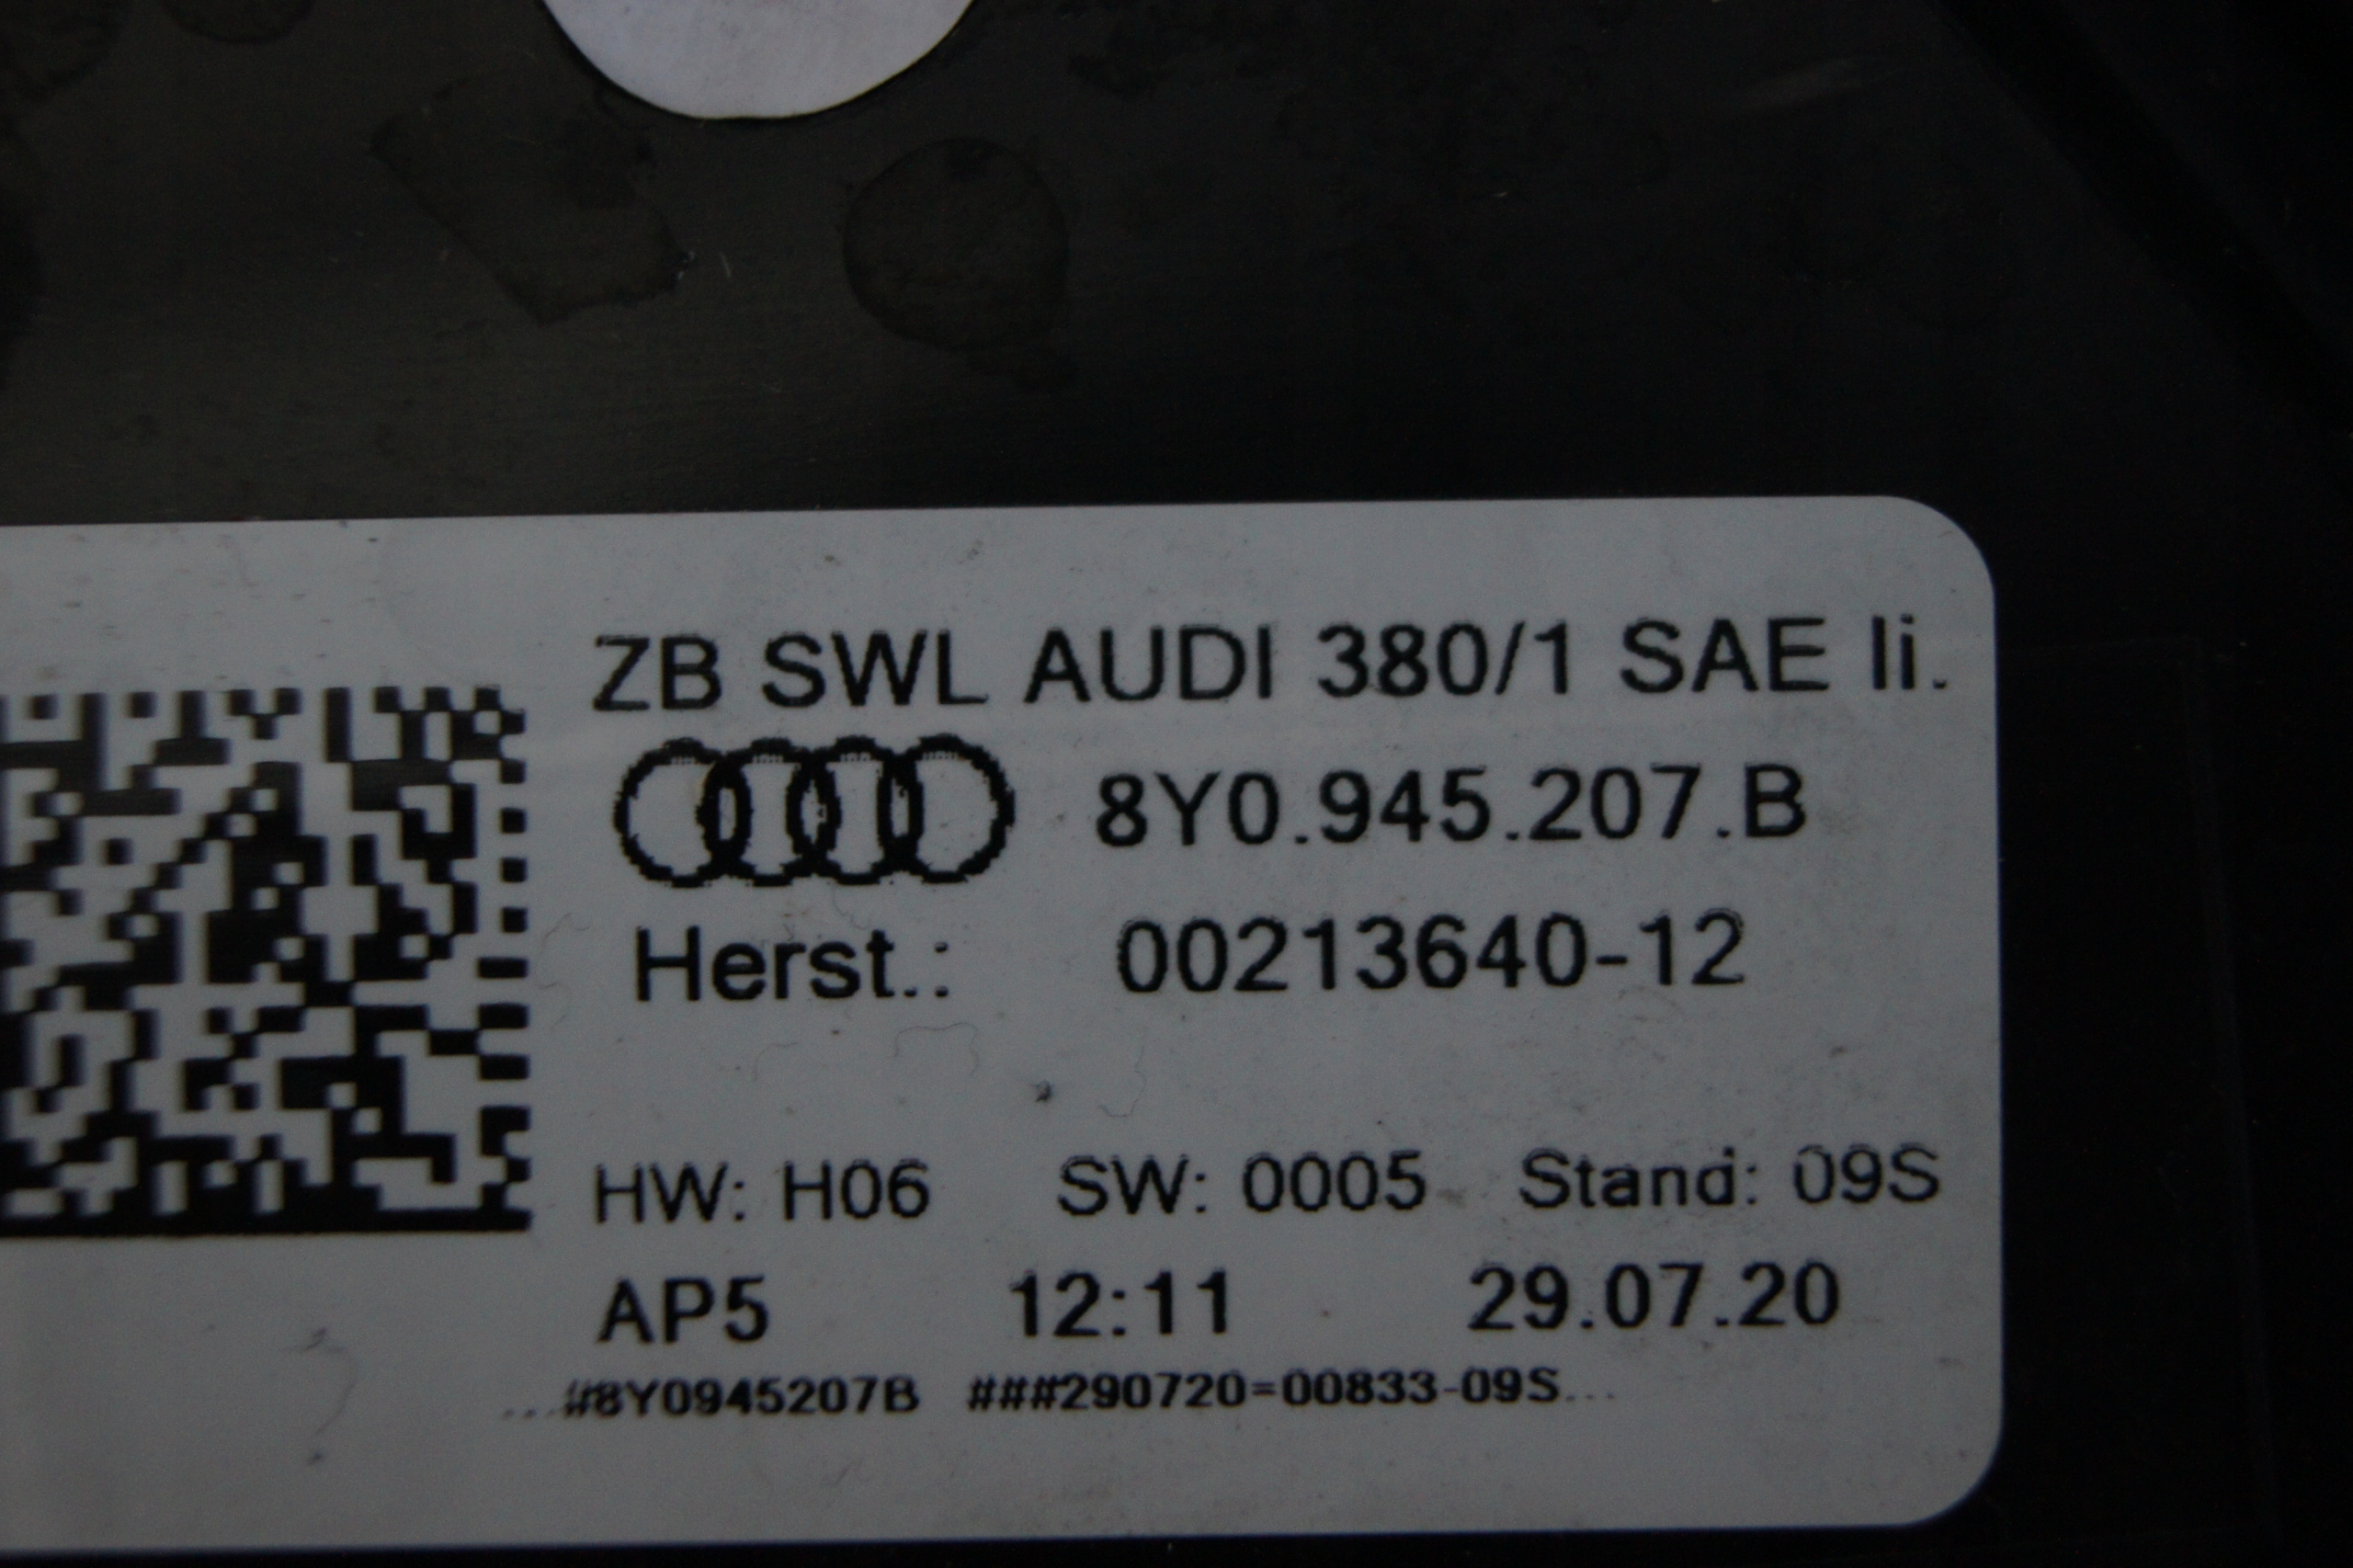 ZB SWL AUDI 380/1 SAE li.
8Y0.945.207.B
Herst.: 00213640-12
HW: H06 SW: 0005 Stand: 09S
AP5 12:11 29.07.20
...#8Y0945207B ###290720=00833-09S...